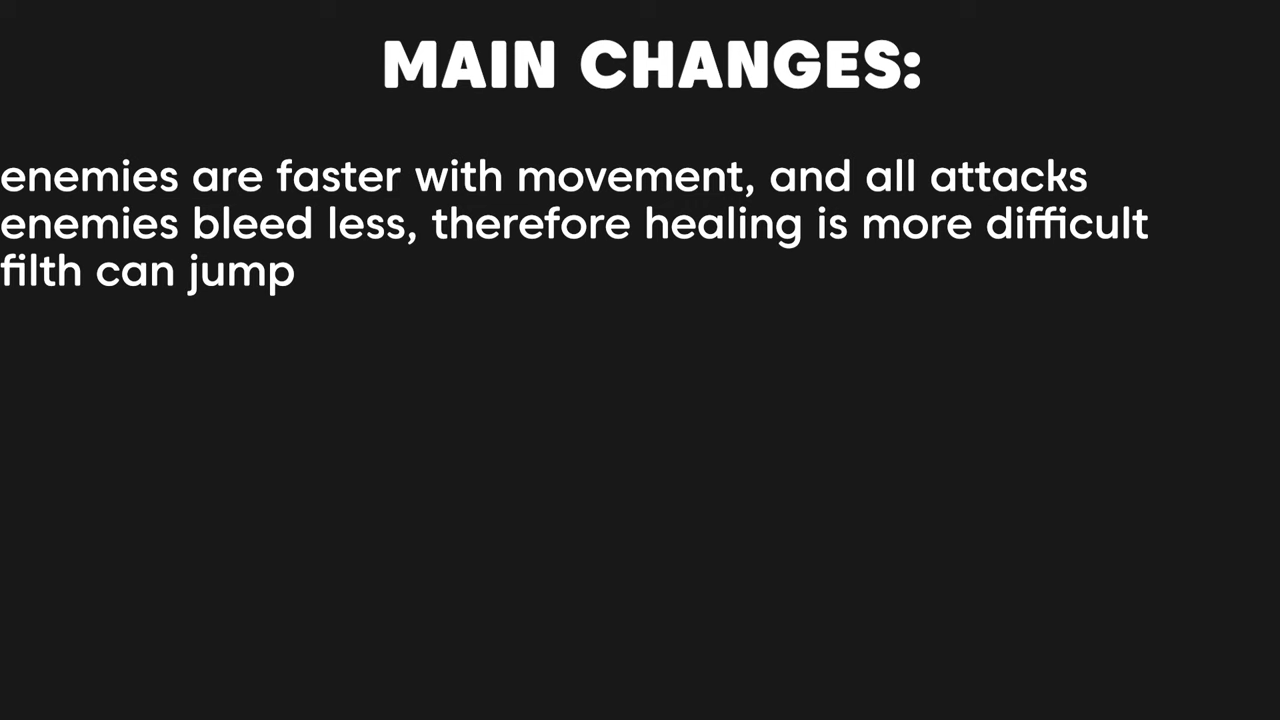 MAIN CHANGES:
enemies are faster with movement, and all attacks
enemies bleed less, therefore healing is more difficult
filth can jump